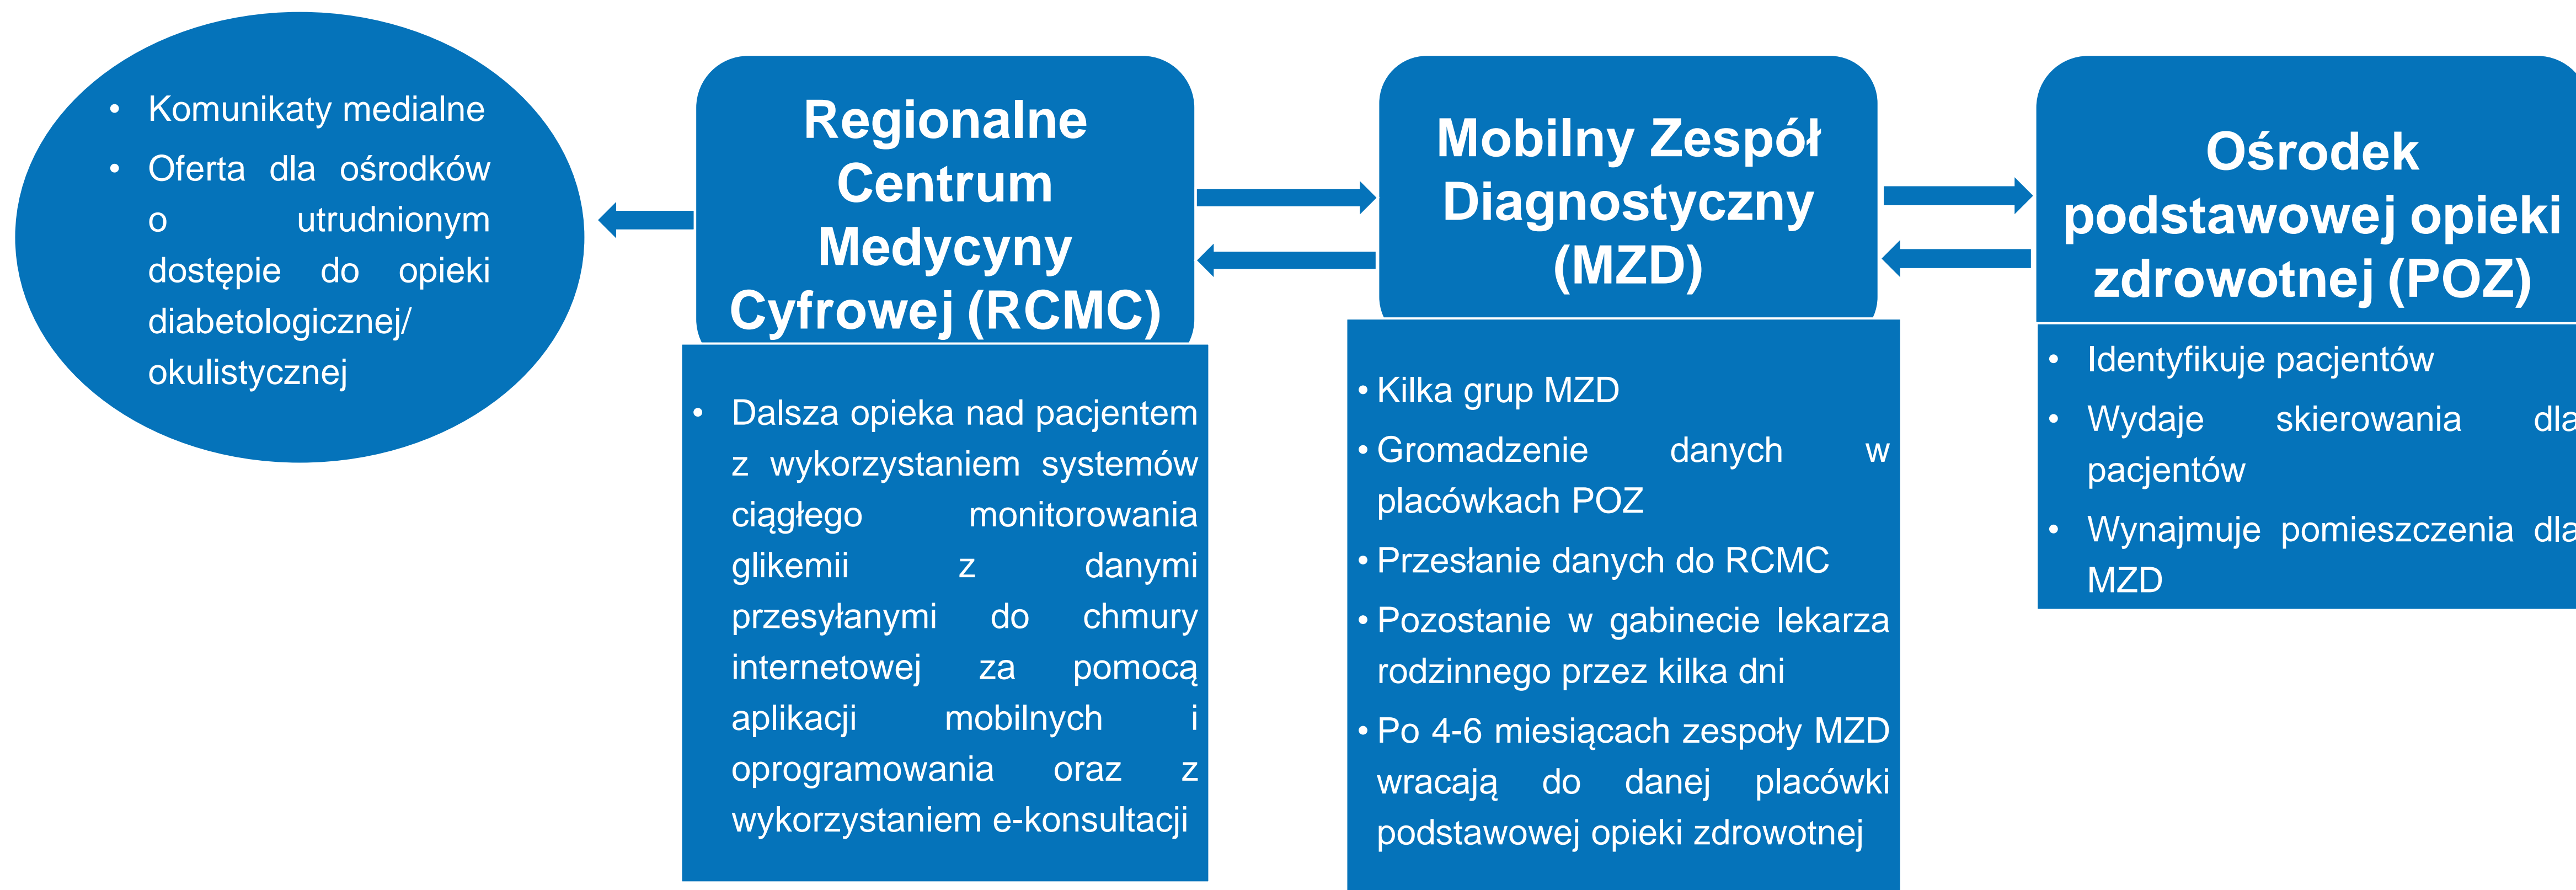 • Komunikaty medialne
• Oferta dla ośrodków
o utrudnionym
dostępie do opieki
diabetologicznej/
okulistycznej
Regionalne
Centrum
Medycyny
Cyfrowej (RCMC)
• Dalsza opieka nad pacjentem
z wykorzystaniem systemów
ciągłego monitorowania
glikemii z danymi
przesyłanymi do chmury
internetowej za pomocą
aplikacji mobilnych i
oprogramowania oraz z
wykorzystaniem e-konsultacji
Mobilny Zespół
Diagnostyczny
(MZD)
• Kilka grup MZD
• Gromadzenie danych w
placówkach POZ
• Przesłanie danych do RCMC
• Pozostanie w gabinecie lekarza
rodzinnego przez kilka dni
• Po 4-6 miesiącach zespoły MZD
wracają do danej placówki
podstawowej opieki zdrowotnej
Ośrodek
podstawowej opieki
zdrowotnej (POZ)
• Identyfikuje pacjentów
• Wydaje skierowania dla
pacjentów
• Wynajmuje pomieszczenia dla
MZD